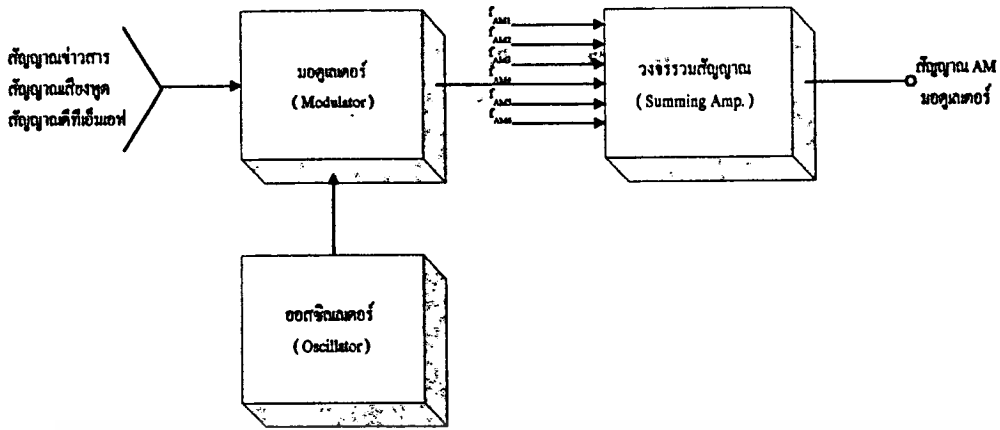 สัญญาณข่าวสาร
สัญญาณเสียงพูด
สัญญาณดีทีเอ็มเอฟ
มอดูเลเตอร์
( Modulator )
f AM1
f AM2
f AM3
f AM4
f AM5
f AM6
วงจรรวมสัญญาณ
( Summing Amp. )
สัญญาณ AM
มอดูเลเตอร์
ออสซิเลเตอร์
( Oscillator )